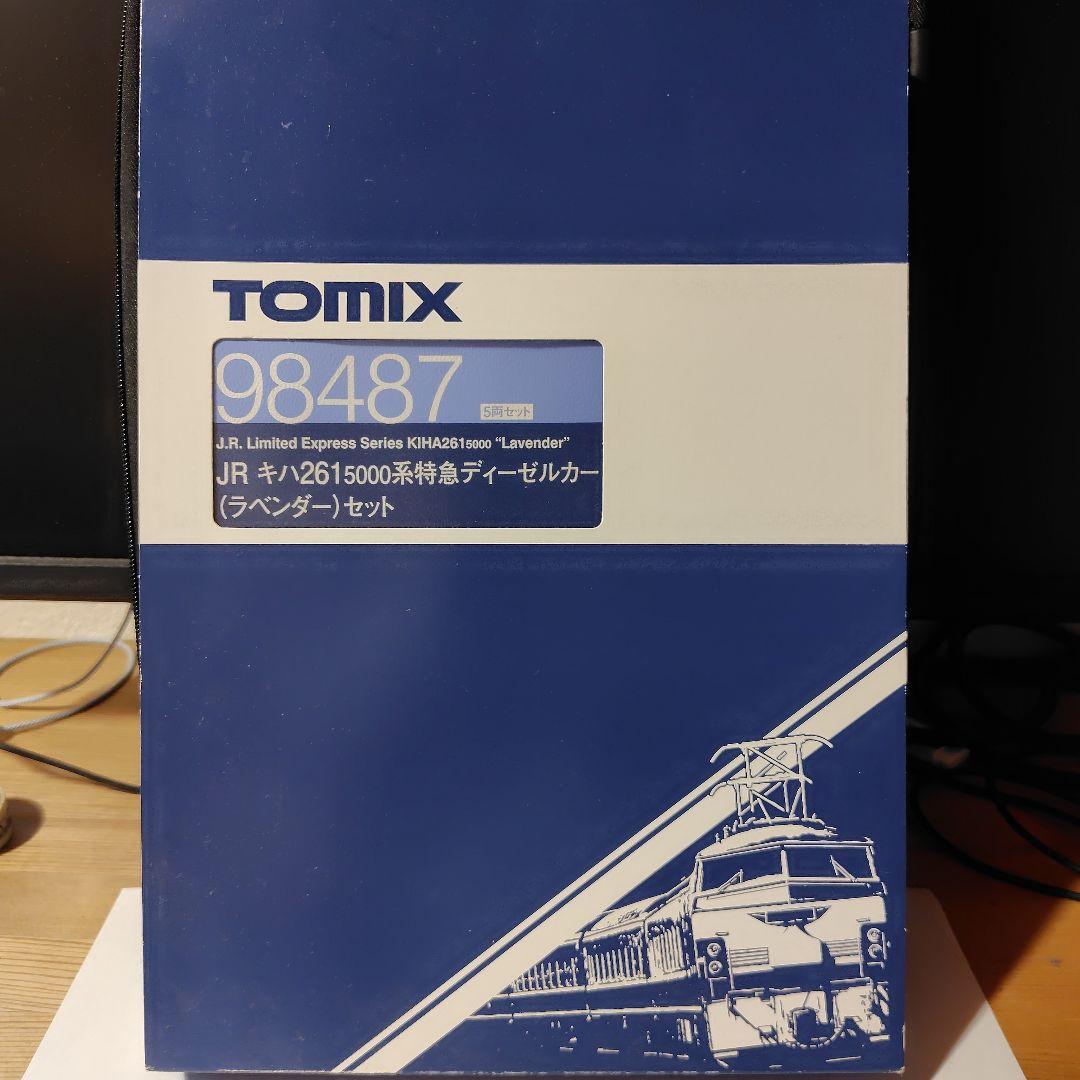 TOMIX
98487 5両セット
J.R. Limited Express Series KIHA2615000 “Lavender”
JR キハ2615000系特急ディーゼルカー
(ラベンダー)セット